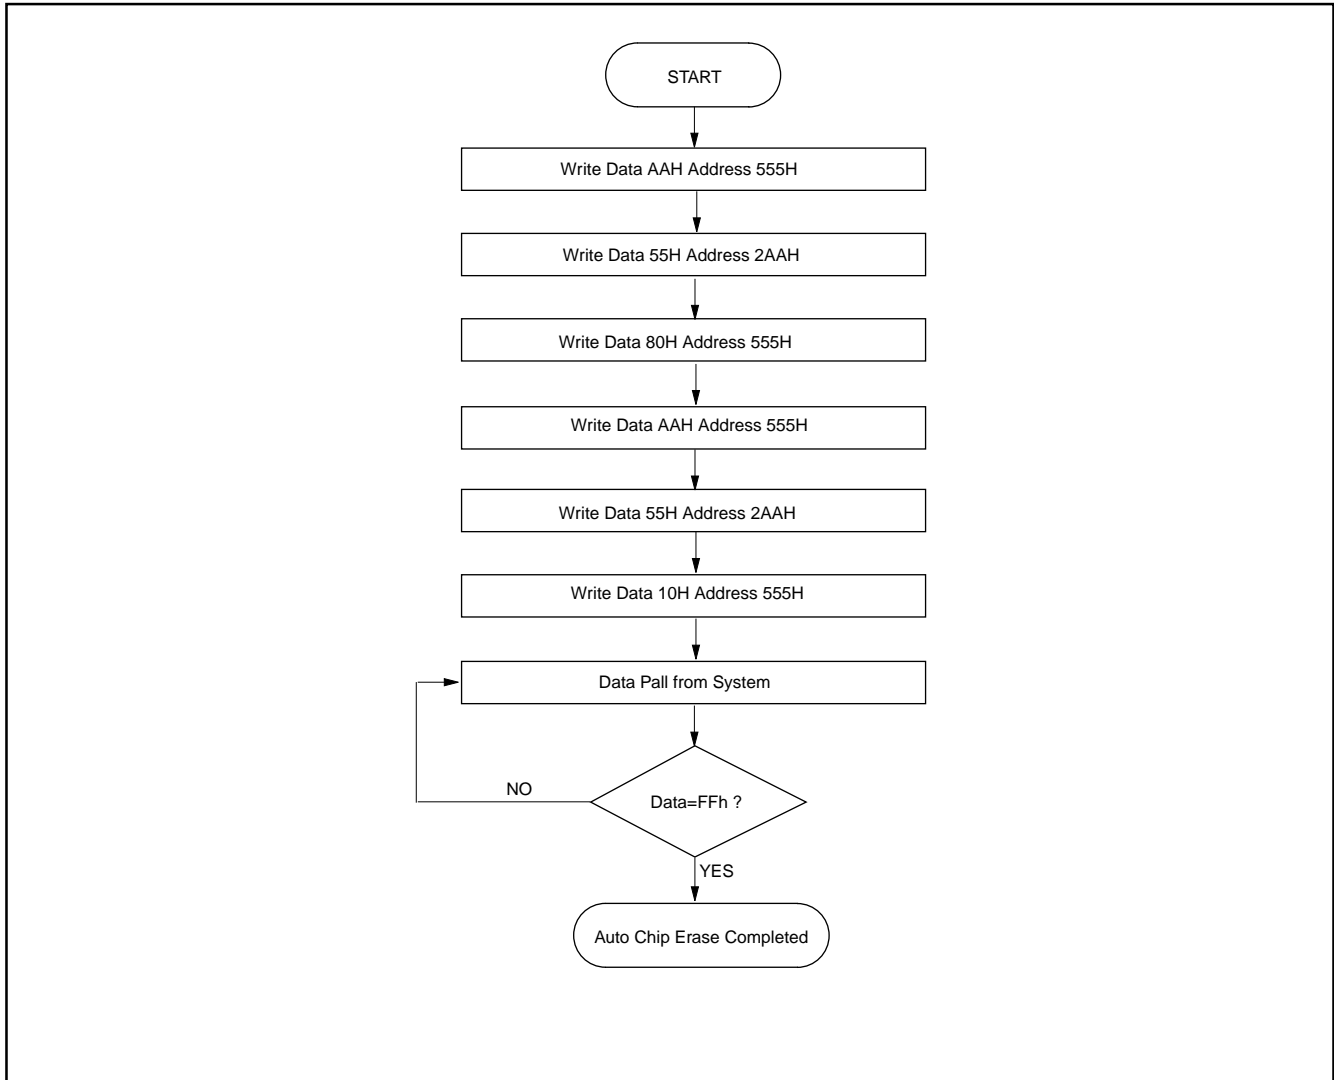 START
Write Data AAH Address 555H
Write Data 55H Address 2AAH
Write Data 80H Address 555H
Write Data AAH Address 555H
Write Data 55H Address 2AAH
Write Data 10H Address 555H
Data Pall from System
Data=FFh ?
NO
YES
Auto Chip Erase Completed